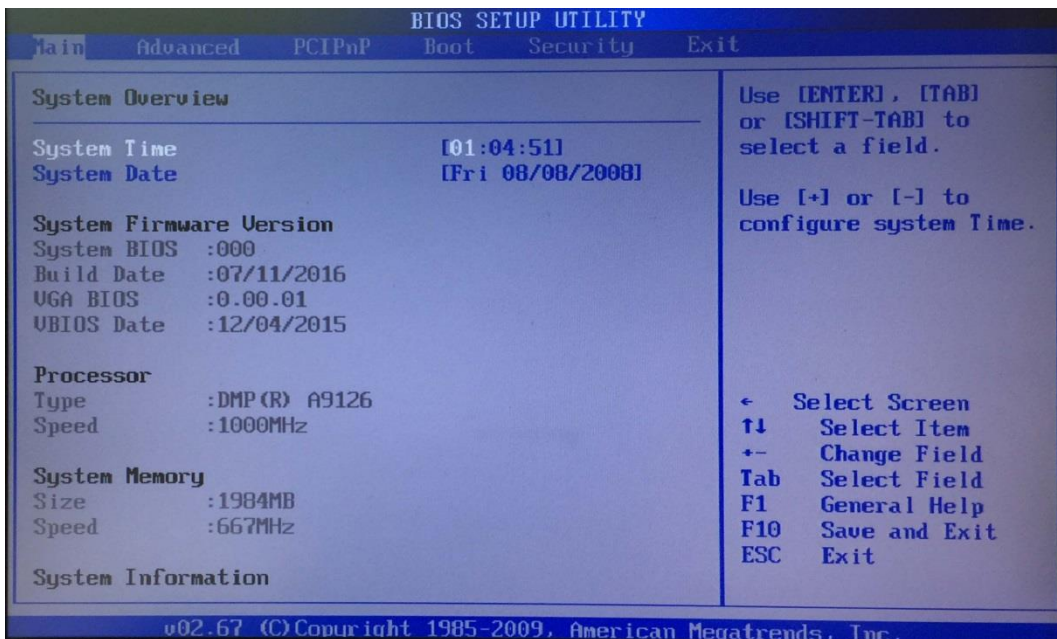 BIOS SETUP UTILITY
Main Advanced PCIPnP Boot Security Exit
System Overview
System Time [01:04:51]
System Date [Fri 08/08/2008]
System Firmware Version
System BIOS :000
Build Date :07/11/2016
VGA BIOS :0.00.01
VBIOS Date :12/04/2015
Processor
Type :DMP(R) A9126
Speed :1000MHz
System Memory
Size :1984MB
Speed :667MHz
System Information
Use [ENTER], [TAB]
or [SHIFT-TAB] to
select a field.
Use [+] or [-] to
configure system Time.
← Select Screen
↑↓ Select Item
+- Change Field
Tab Select Field
F1 General Help
F10 Save and Exit
ESC Exit
v02.67 (C)Copyright 1985-2009, American Megatrends, Inc.